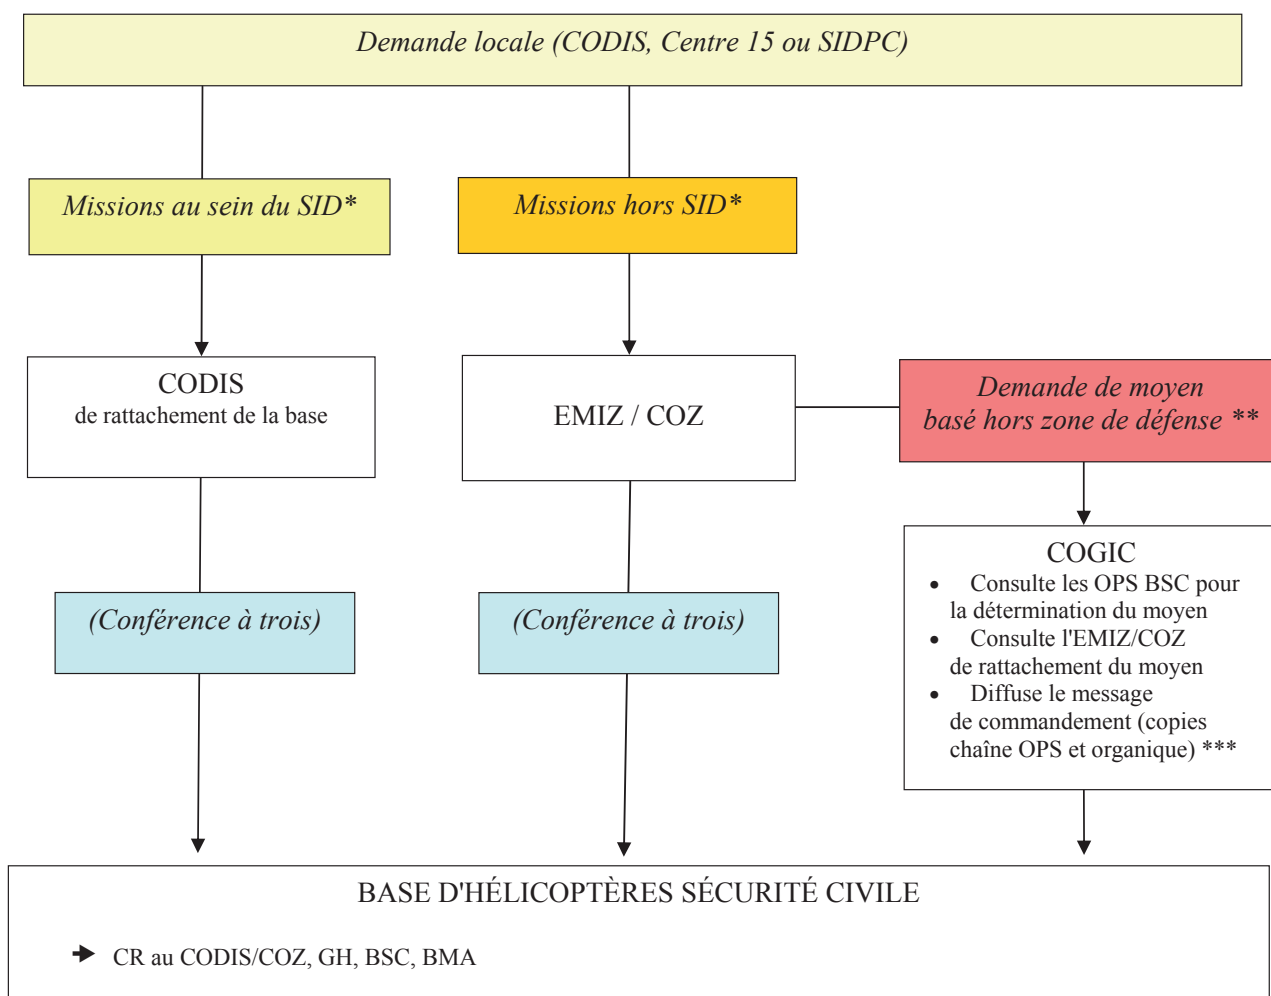 Demande locale (CODIS, Centre 15 ou SIDPC)
Missions au sein du SID*
Missions hors SID*
CODIS
de rattachement de la base
EMIZ / COZ
Demande de moyen
basé hors zone de défense **
COGIC
• Consulte les OPS BSC pour
la détermination du moyen
• Consulte l'EMIZ/COZ
de rattachement du moyen
• Diffuse le message
de commandement (copies
chaîne OPS et organique) ***
(Conférence à trois)
(Conférence à trois)
BASE D'HÉLICOPTÈRES SÉCURITÉ CIVILE
CR au CODIS/COZ, GH, BSC, BMA